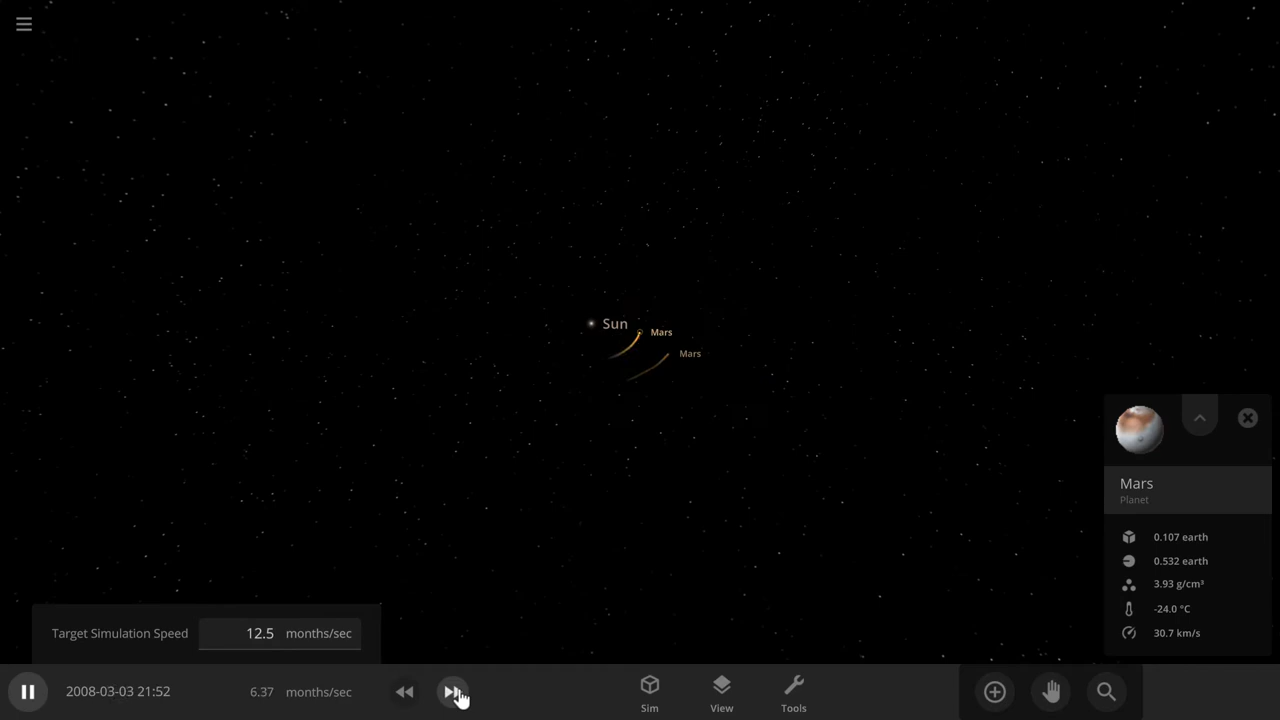 Sun
Mars
Mars
Mars
Planet
0.107 earth
0.532 earth
3.93 g/cm³
-24.0 °C
30.7 km/s
Target Simulation Speed 12.5 months/sec
2008-03-03 21:52 6.37 months/sec
Sim View Tools